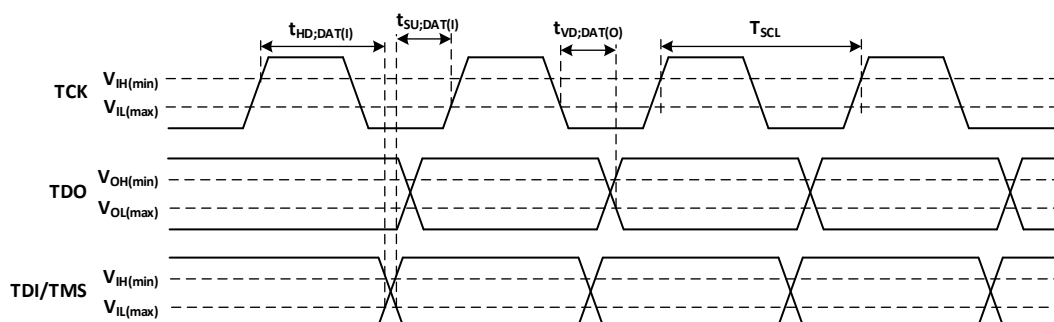 tHD;DAT(I) tSU;DAT(I) tVD;DAT(O) TSCL
TCK VIH(min)
VIL(max)
TDO VOH(min)
VOL(max)
TDI/TMS VIH(min)
VIL(max)